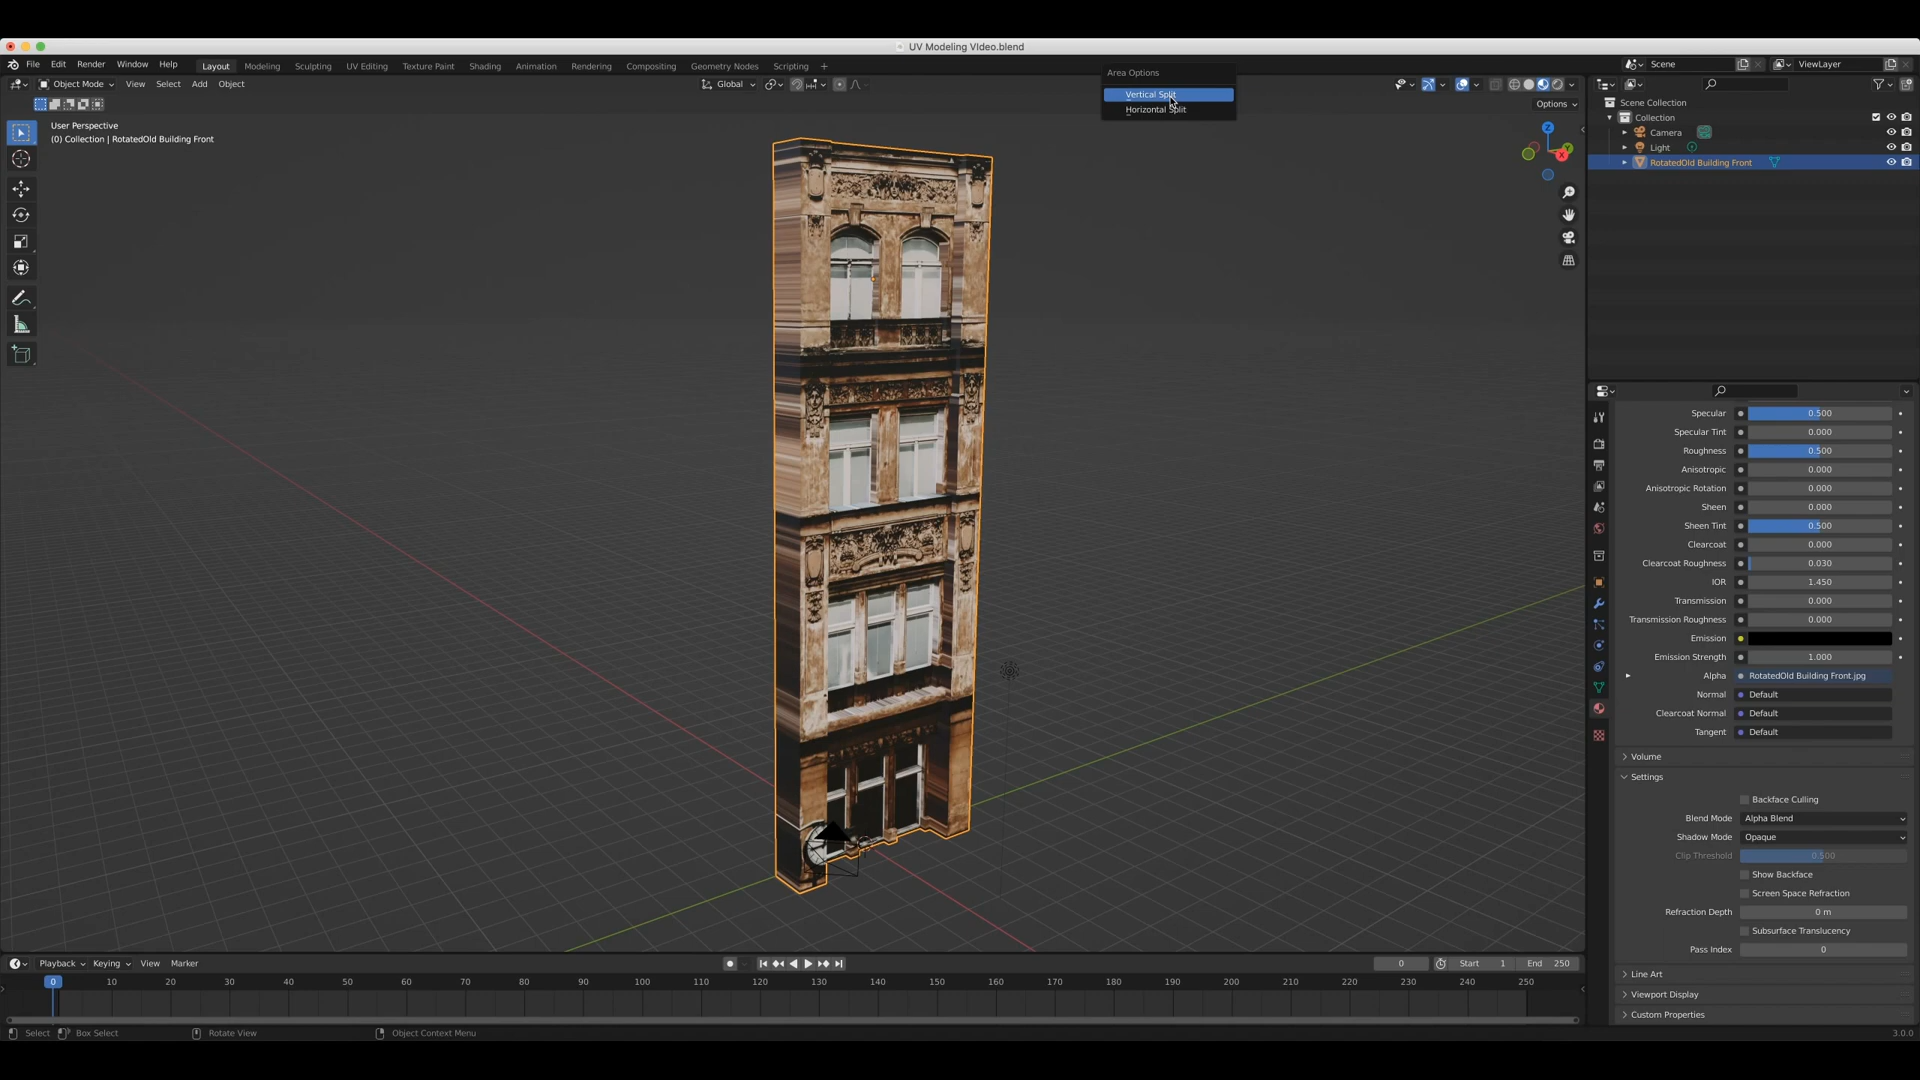 UV Modeling VIdeo.blend
File Edit Render Window Help Layout Modeling Sculpting UV Editing Texture Paint Shading Animation Rendering Compositing Geometry Nodes Scripting + Scene ViewLayer
Object Mode View Select Add Object Global
Area Options
Vertical Split
Horizontal Split
Options
User Perspective
(0) Collection | RotatedOld Building Front
Z
Y
X
Scene Collection
Collection
Camera
Light
RotatedOld Building Front
Specular 0.500
Specular Tint 0.000
Roughness 0.500
Anisotropic 0.000
Anisotropic Rotation 0.000
Sheen 0.000
Sheen Tint 0.500
Clearcoat 0.000
Clearcoat Roughness 0.030
IOR 1.450
Transmission 0.000
Transmission Roughness 0.000
Emission
Emission Strength 1.000
Alpha RotatedOld Building Front.jpg
Normal Default
Clearcoat Normal Default
Tangent Default
Volume
Settings
Backface Culling
Blend Mode Alpha Blend
Shadow Mode Opaque
Clip Threshold 0.500
Show Backface
Screen Space Refraction
Refraction Depth 0 m
Subsurface Translucency
Pass Index 0
Line Art
Viewport Display
Custom Properties
Playback Keying View Marker 0 Start 1 End 250
0 10 20 30 40 50 60 70 80 90 100 110 120 130 140 150 160 170 180 190 200 210 220 230 240 250
Select Box Select Rotate View Object Context Menu 3.0.0